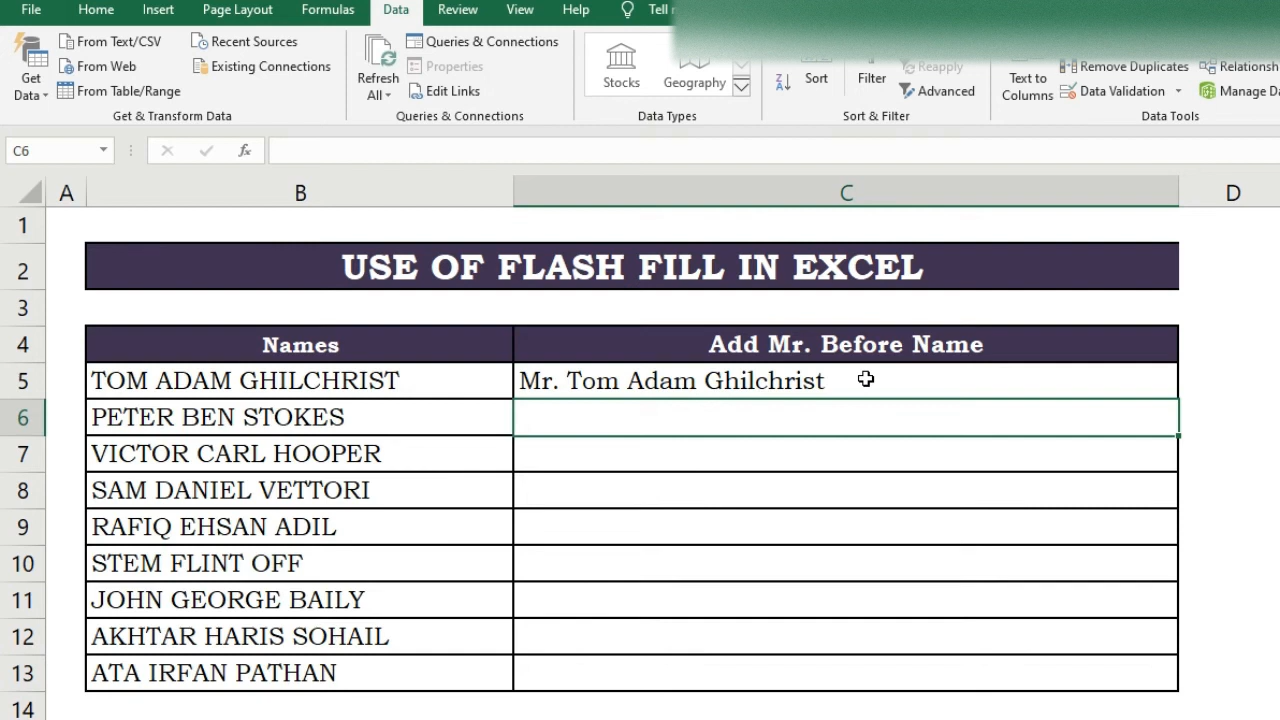 File Home Insert Page Layout Formulas Data Review View Help Tell
From Text/CSV Recent Sources Queries & Connections
Get Data From Web Existing Connections Refresh All Properties Stocks Geography Sort Filter Reapply Text to Columns Remove Duplicates
From Table/Range Edit Links Advanced Data Validation Manage
Get & Transform Data Queries & Connections Data Types Sort & Filter Data Tools
C6 fx
A B C D
1
2 USE OF FLASH FILL IN EXCEL
3
4 Names Add Mr. Before Name
5 TOM ADAM GHILCHRIST Mr. Tom Adam Ghilchrist
6 PETER BEN STOKES
7 VICTOR CARL HOOPER
8 SAM DANIEL VETTORI
9 RAFIQ EHSAN ADIL
10 STEM FLINT OFF
11 JOHN GEORGE BAILY
12 AKHTAR HARIS SOHAIL
13 ATA IRFAN PATHAN
14